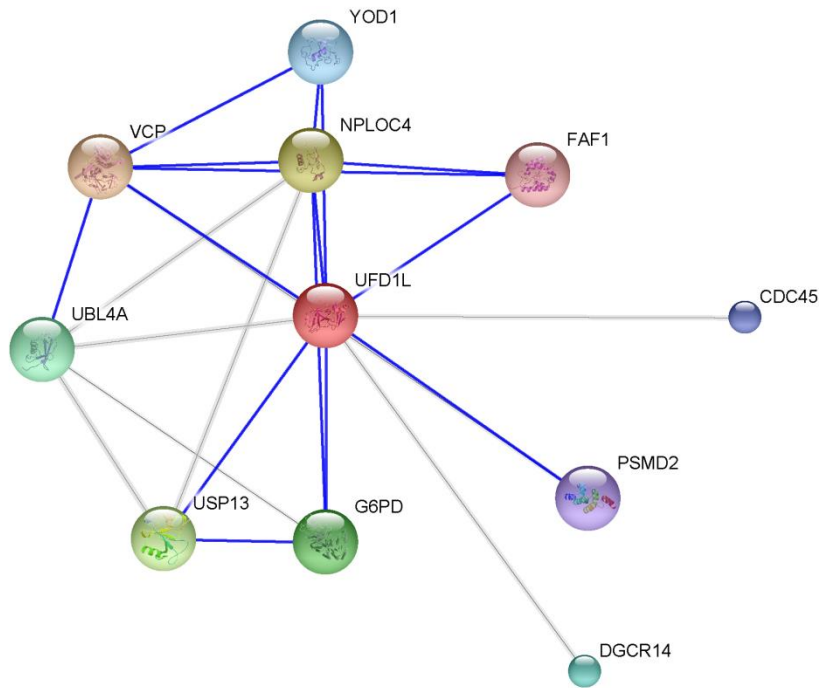 YOD1
VCP
NPLOC4
FAF1
UFD1L
CDC45
UBL4A
PSMD2
USP13
G6PD
DGCR14